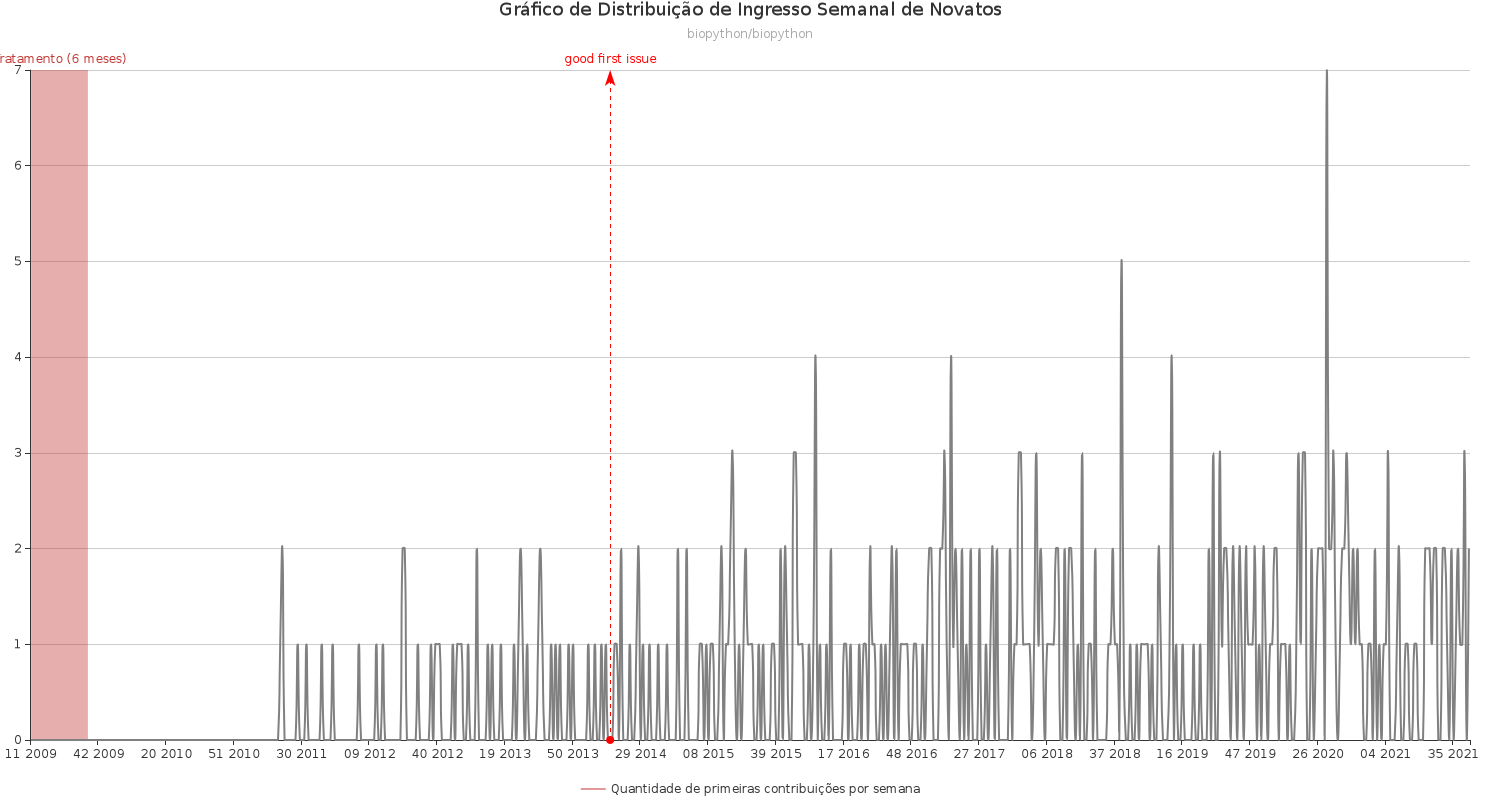 Gráfico de Distribuição de Ingresso Semanal de Novatos
biopython/biopython
ratamento (6 meses)
good first issue
7
6
5
4
3
2
1
0
11 2009 42 2009 20 2010 51 2010 30 2011 09 2012 40 2012 19 2013 50 2013 29 2014 08 2015 39 2015 17 2016 48 2016 27 2017 06 2018 37 2018 16 2019 47 2019 26 2020 04 2021 35 2021
Quantidade de primeiras contribuições por semana